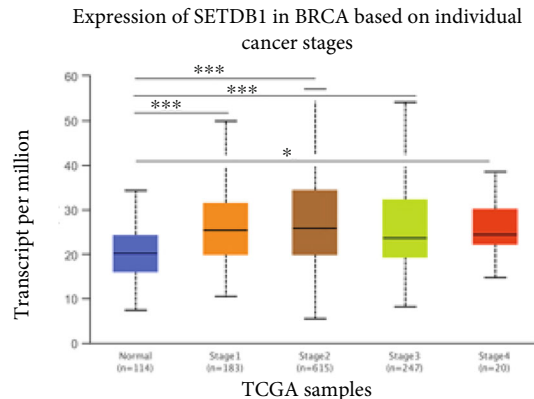 Expression of SETDB1 in BRCA based on individual
cancer stages
Transcript per million
60
50
40
30
20
10
0
***
***
***
*
Normal
(n=114)
Stage1
(n=183)
Stage2
(n=615)
Stage3
(n=247)
Stage4
(n=20)
TCGA samples